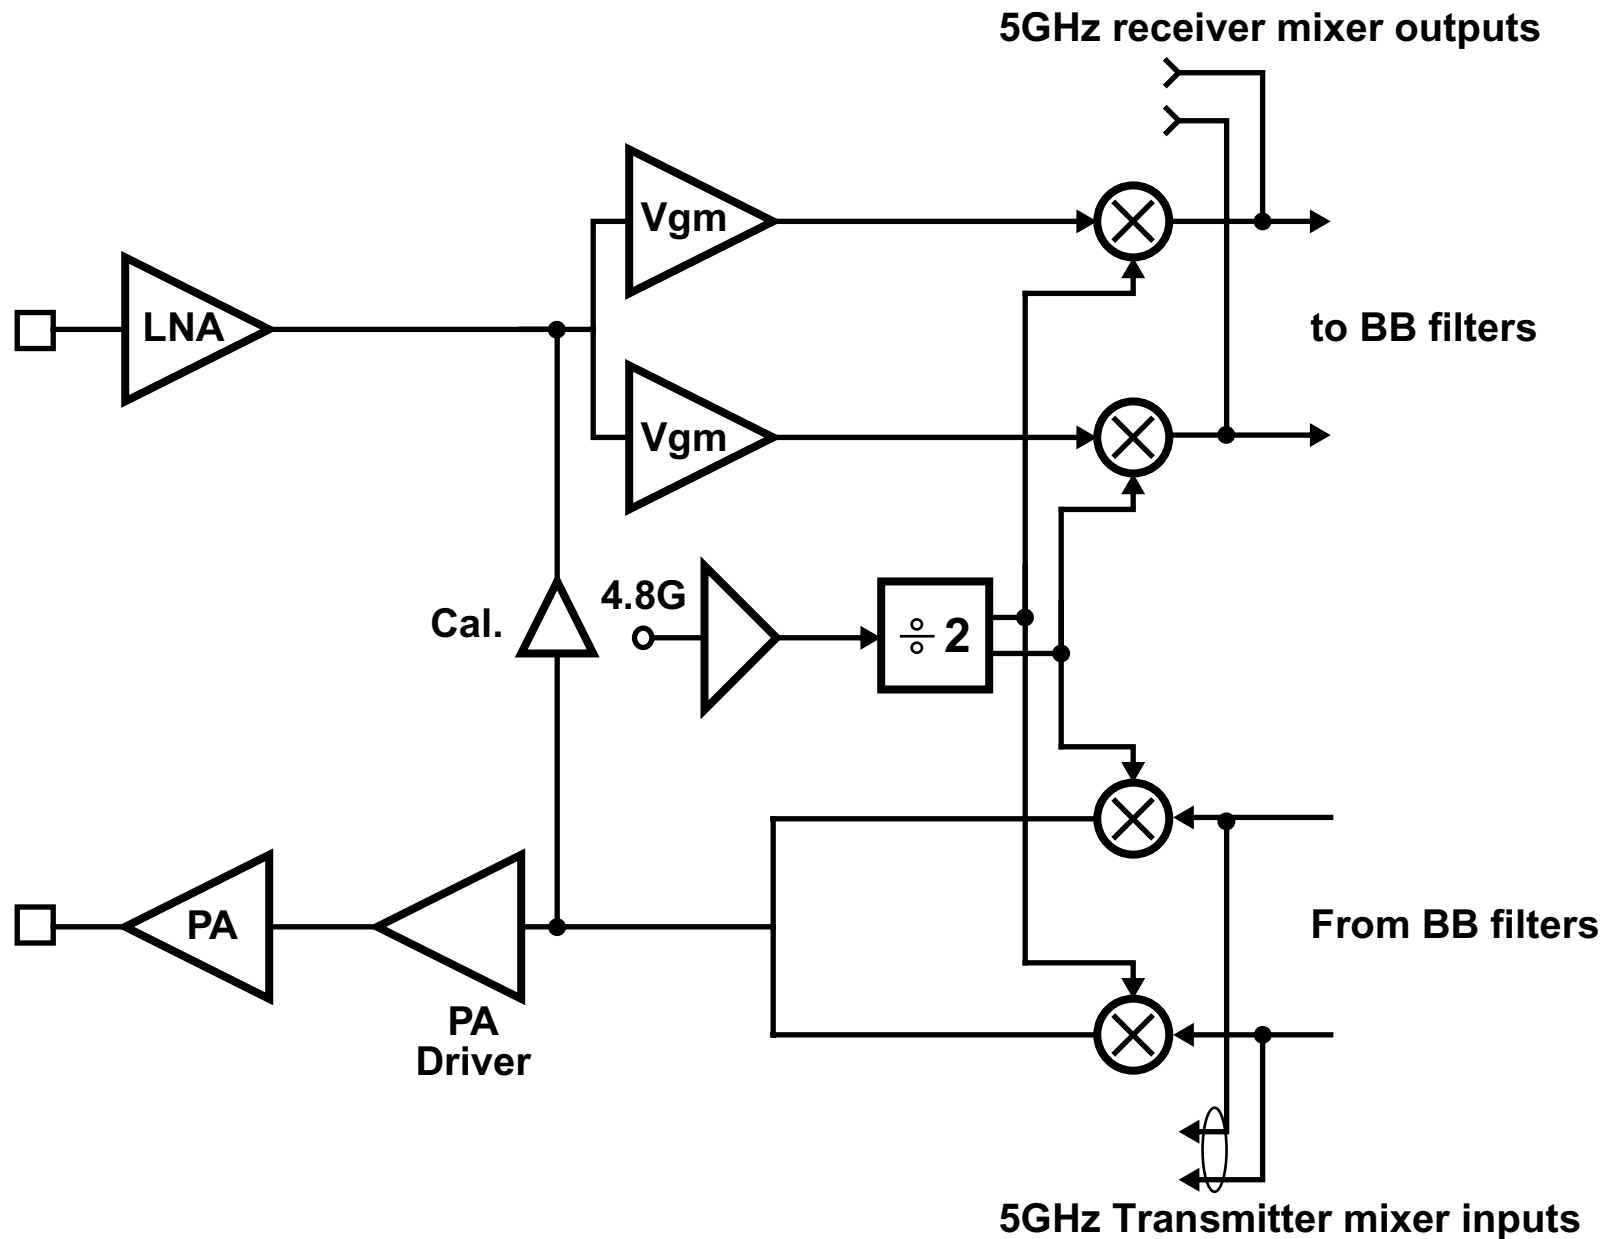 5GHz receiver mixer outputs
Vgm
LNA
to BB filters
Vgm
4.8G
Cal.
÷ 2
PA
From BB filters
PA
Driver
5GHz Transmitter mixer inputs